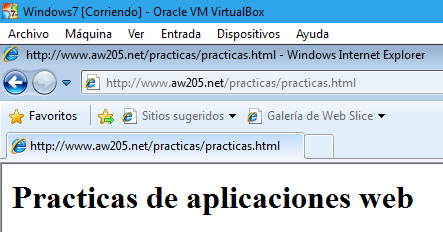 Windows7 [Corriendo] - Oracle VM VirtualBox
Archivo Máquina Ver Entrada Dispositivos Ayuda
http://www.aw205.net/practicas/practicas.html - Windows Internet Explorer
http://www.aw205.net/practicas/practicas.html
Favoritos Sitios sugeridos Galería de Web Slice
http://www.aw205.net/practicas/practicas.html
Practicas de aplicaciones web